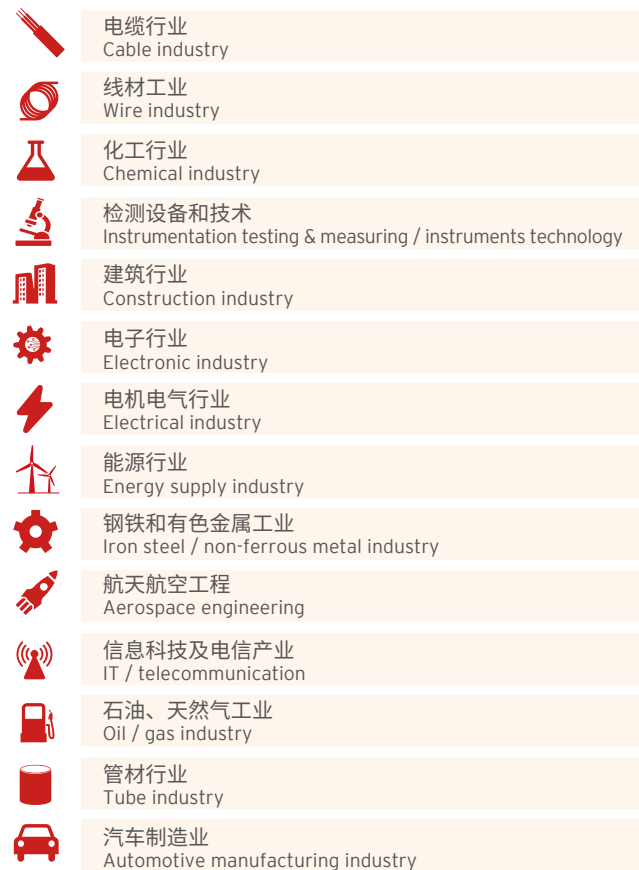 电缆行业
Cable industry
线材工业
Wire industry
化工行业
Chemical industry
检测设备和技术
Instrumentation testing & measuring / instruments technology
建筑行业
Construction industry
电子行业
Electronic industry
电机电气行业
Electrical industry
能源行业
Energy supply industry
钢铁和有色金属工业
Iron steel / non-ferrous metal industry
航天航空工程
Aerospace engineering
信息科技及电信产业
IT / telecommunication
石油、天然气工业
Oil / gas industry
管材行业
Tube industry
汽车制造业
Automotive manufacturing industry